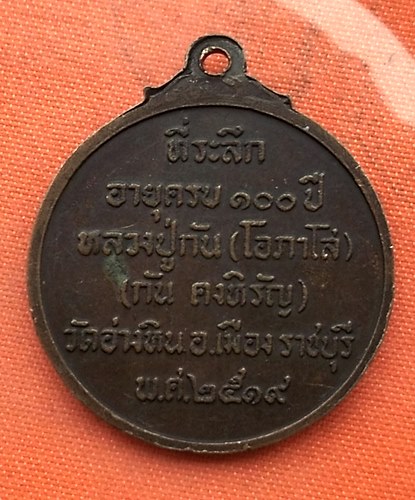 ที่ระลึก
อายุครบ ๑๐๐ ปี
หลวงปู่กัน (โอภาโส)
(กัน คงหิรัญ)
วัดอ่างหิน อ.เมือง ราชบุรี
พ.ศ.๒๕๑๙